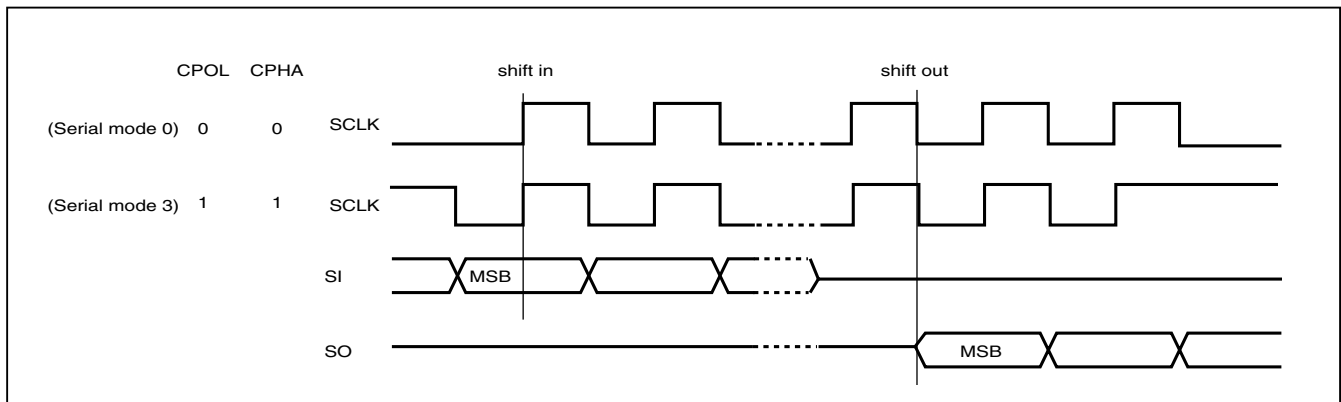 CPOL CPHA shift in shift out
(Serial mode 0) 0 0 SCLK
(Serial mode 3) 1 1 SCLK
SI MSB
SO MSB